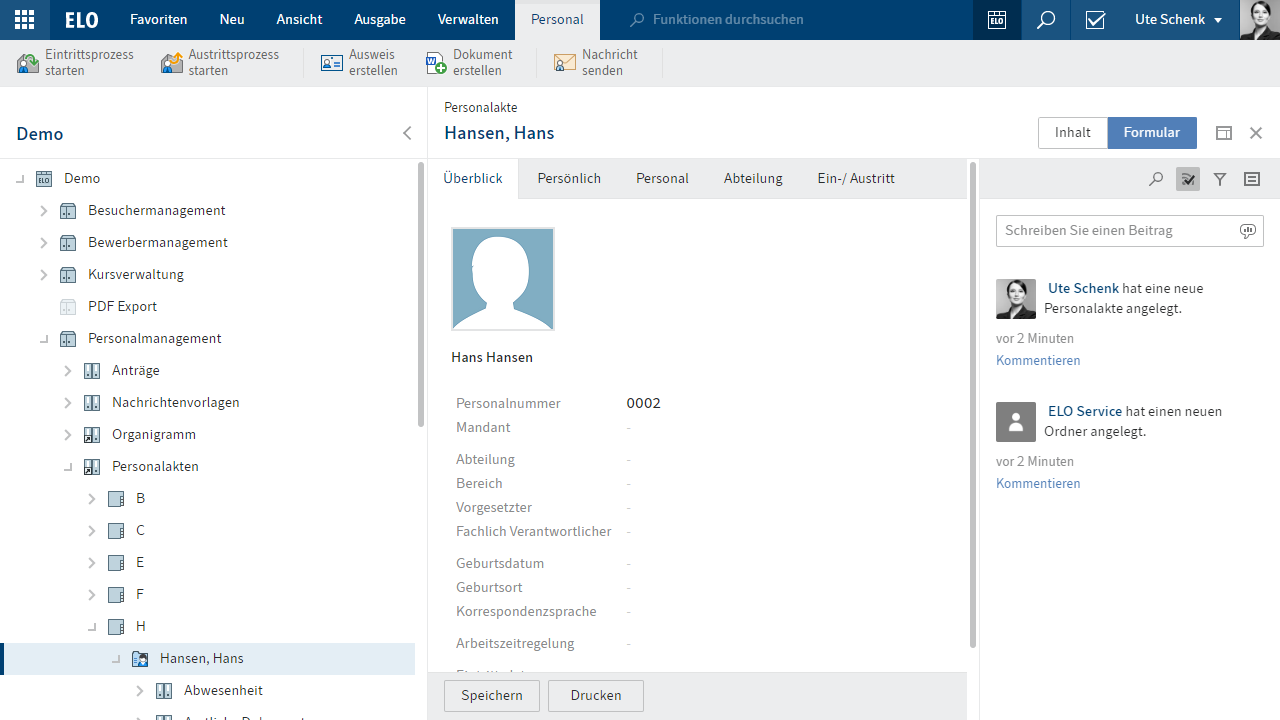 ELO Favoriten Neu Ansicht Ausgabe Verwalten Personal Funktionen durchsuchen ELO Ute Schenk
Eintrittsprozess starten
Austrittsprozess starten
Ausweis erstellen
Dokument erstellen
Nachricht senden
Demo
ELO Demo
Besuchermanagement
Bewerbermanagement
Kursverwaltung
PDF Export
Personalmanagement
Anträge
Nachrichtenvorlagen
Organigramm
Personalakten
B
C
E
F
H
Hansen, Hans
Abwesenheit
Personalakte
Hansen, Hans
Inhalt Formular
Überblick Persönlich Personal Abteilung Ein-/ Austritt
Hans Hansen
Personalnummer 0002
Mandant -
Abteilung -
Bereich -
Vorgesetzter -
Fachlich Verantwortlicher -
Geburtsdatum -
Geburtsort -
Korrespondenzsprache -
Arbeitszeitregelung -
Speichern Drucken
Schreiben Sie einen Beitrag
Ute Schenk hat eine neue
Personalakte angelegt.
vor 2 Minuten
Kommentieren
ELO Service hat einen neuen
Ordner angelegt.
vor 2 Minuten
Kommentieren